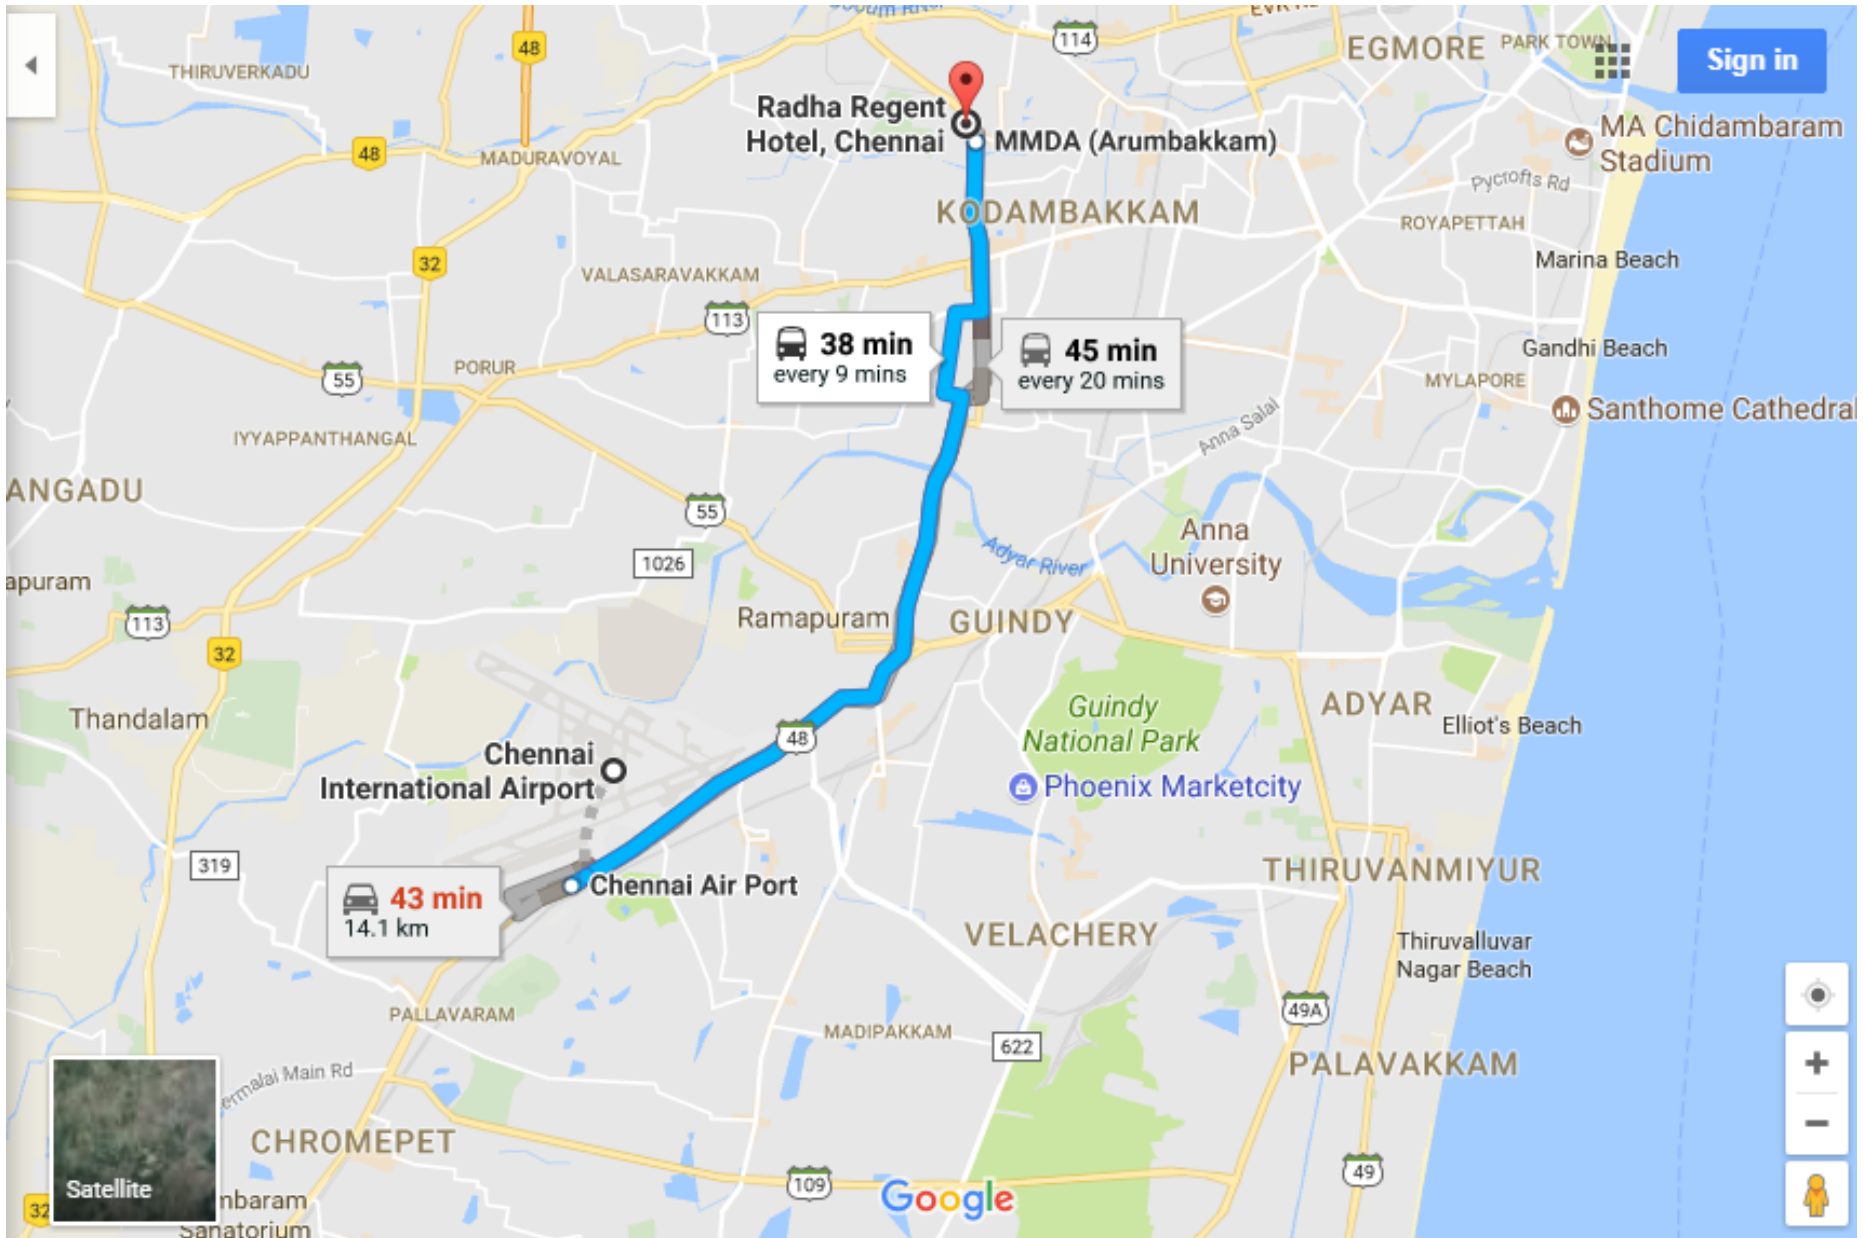 114
EGMORE
PARK TOWN
Sign in
48
THIRUVERKADU
Radha Regent
Hotel, Chennai
MMDA (Arumbakkam)
MA Chidambaram
Stadium
48
MADURAVOYAL
Pycrofts Rd
KODAMBAKKAM
ROYAPETTAH
32
VALASARAVAKKAM
Marina Beach
113
38 min
every 9 mins
45 min
every 20 mins
Gandhi Beach
55
PORUR
MYLAPORE
Santhome Cathedral
IYYAPPANTHANGAL
Anna Salai
ANGADU
55
Anna
University
Adyar River
1026
apuram
113
Ramapuram
GUINDY
32
Thandalam
Guindy
National Park
ADYAR
Elliot's Beach
48
Chennai
International Airport
Phoenix Marketcity
319
THIRUVANMIYUR
43 min
14.1 km
Chennai Air Port
VELACHERY
Thiruvalluvar
Nagar Beach
PALLAVARAM
MADIPAKKAM
622
49A
PALAVAKKAM
ermalai Main Rd
CHROMEPET
Satellite
109
49
Google
32
mbaram
Sanatorium